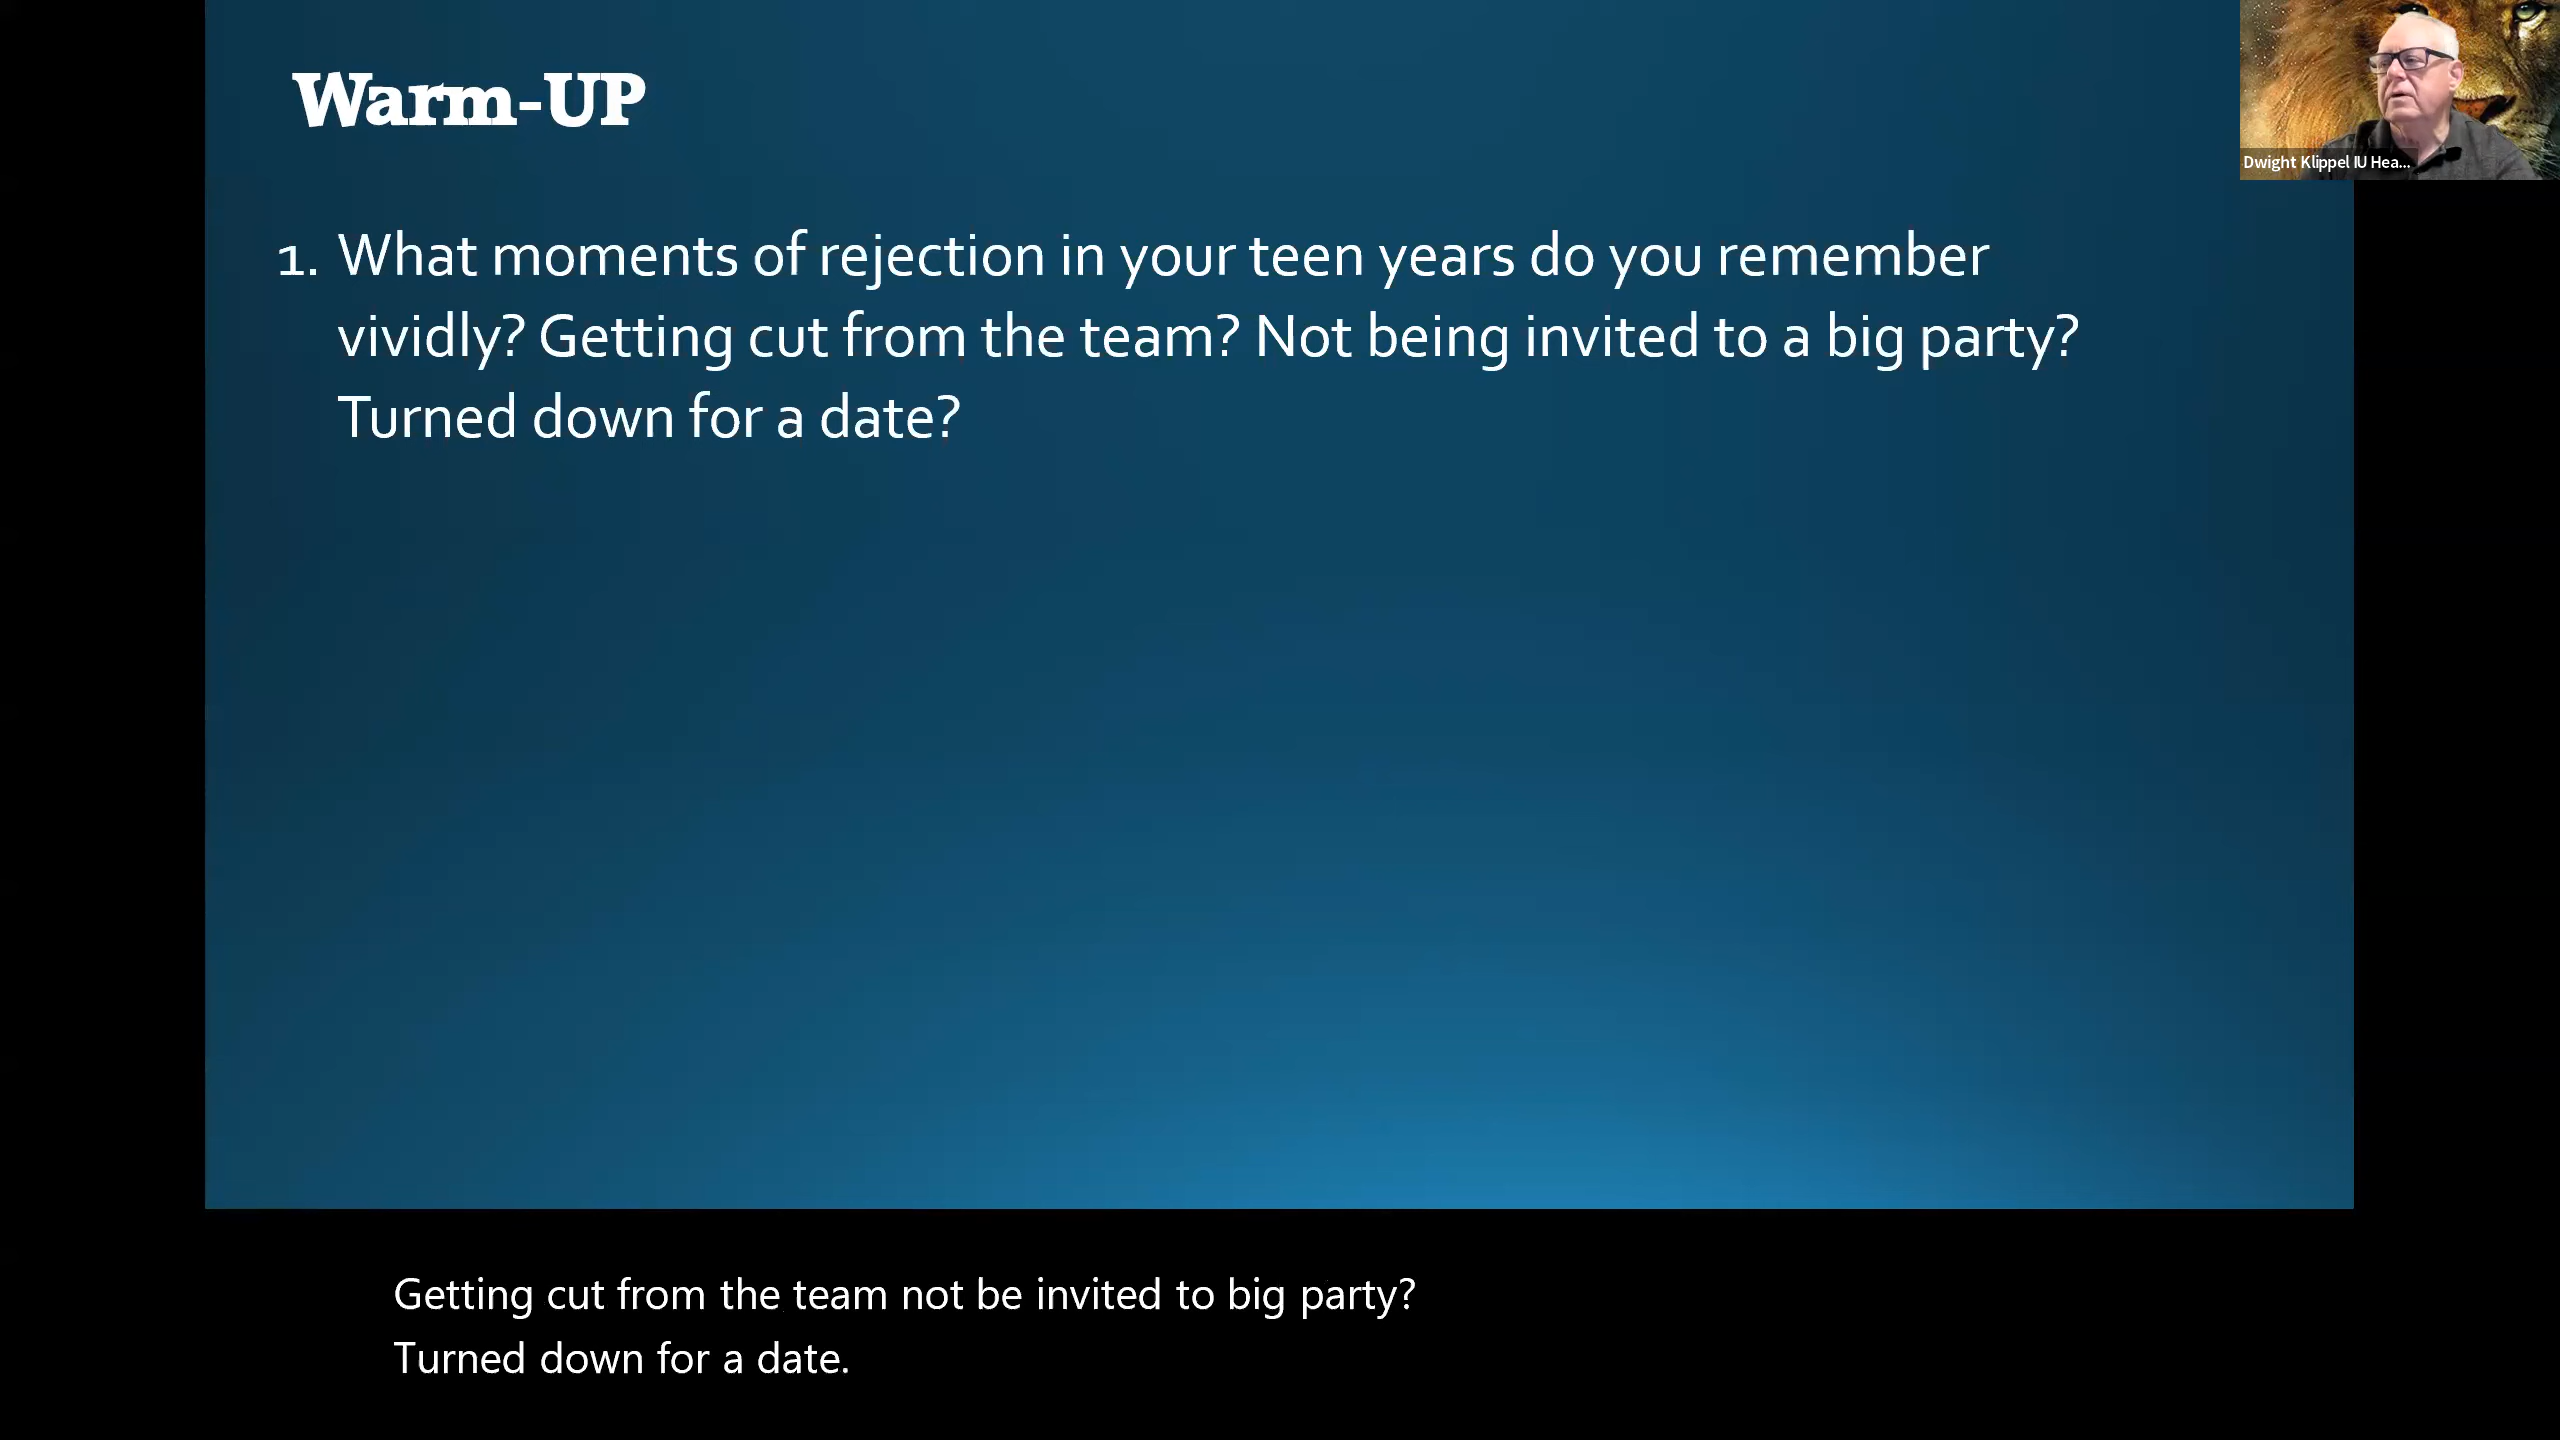 Warm-UP
Dwight Klippel IU Hea...
1. What moments of rejection in your teen years do you remember
vividly? Getting cut from the team? Not being invited to a big party?
Turned down for a date?
Getting cut from the team not be invited to big party?
Turned down for a date.